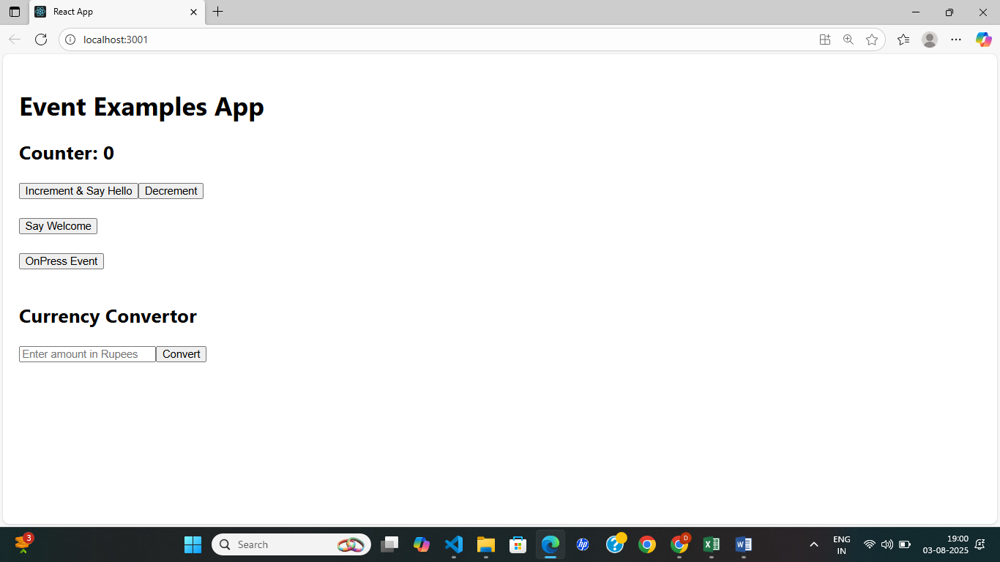 React App
localhost:3001
Event Examples App
Counter: 0
Increment & Say Hello Decrement
Say Welcome
OnPress Event
Currency Convertor
Enter amount in Rupees Convert
3
Search
hp
?
D
X
W
ENG
IN
19:00
03-08-2025